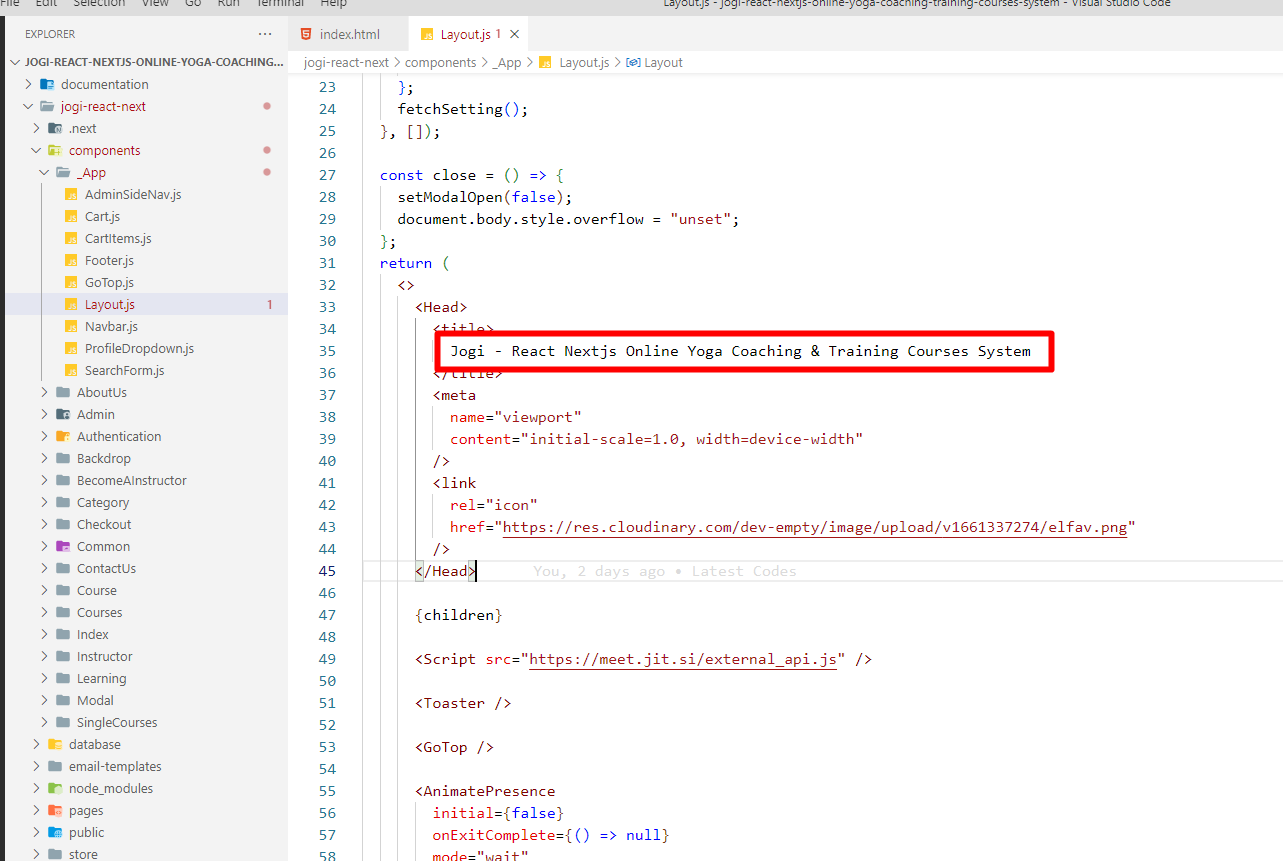 File Edit Selection View Go Run Terminal Help
Layout.js - jogi-react-nextjs-online-yoga-coaching-training-courses-system - Visual Studio Code
EXPLORER ···
JOGI-REACT-NEXTJS-ONLINE-YOGA-COACHING...
documentation
jogi-react-next
.next
components
_App
AdminSideNav.js
Cart.js
CartItems.js
Footer.js
GoTop.js
Layout.js 1
Navbar.js
ProfileDropdown.js
SearchForm.js
AboutUs
Admin
Authentication
Backdrop
BecomeAInstructor
Category
Checkout
Common
ContactUs
Course
Courses
Index
Instructor
Learning
Modal
SingleCourses
database
email-templates
node_modules
pages
public
store
index.html
Layout.js 1
jogi-react-next > components > _App > Layout.js > Layout
23 };
24 fetchSetting();
25 }, []);
26
27 const close = () => {
28 setModalOpen(false);
29 document.body.style.overflow = "unset";
30 };
31 return (
32 <>
33 <Head>
34 <title>
35 Jogi - React Nextjs Online Yoga Coaching & Training Courses System
36 </title>
37 <meta
38 name="viewport"
39 content="initial-scale=1.0, width=device-width"
40 />
41 <link
42 rel="icon"
43 href="https://res.cloudinary.com/dev-empty/image/upload/v1661337274/elfav.png"
44 />
45 </Head> You, 2 days ago • Latest Codes
46
47 {children}
48
49 <Script src="https://meet.jit.si/external_api.js" />
50
51 <Toaster />
52
53 <GoTop />
54
55 <AnimatePresence
56 initial={false}
57 onExitComplete={() => null}
58 mode="wait"